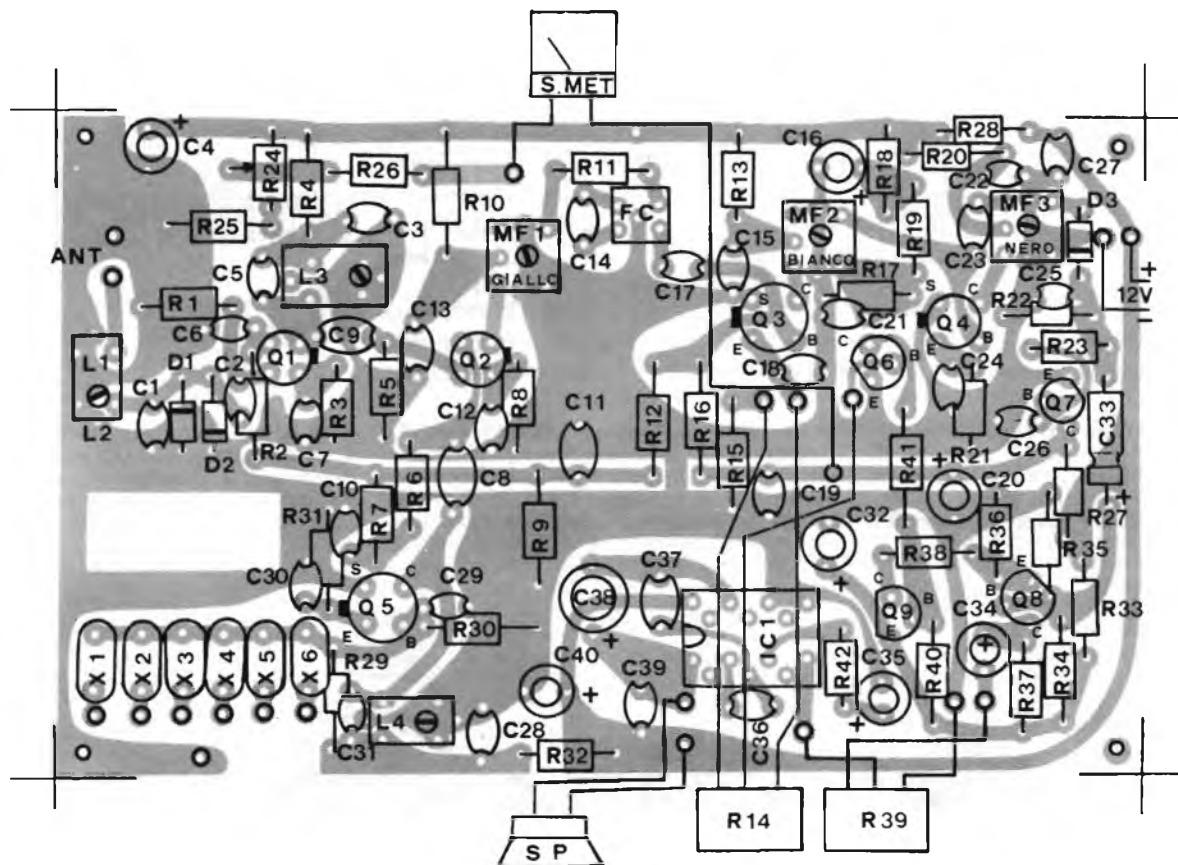 S.MET
C4
R24
R4
R26
R10
R11
R13
C16
R18
R28
R20
C27
C22
R25
C3
MF1
GIALLO
C14
FC
MF2
BIANCO
R19
MF3
NERO
D3
C23
ANT
C5
L3
C15
C17
R17
C25
+
12V
-
R1
C6
C13
S
C
Q3
E
B
C21
S
C
Q4
E
B
R22
R23
L1
L2
C1
D1
D2
C2
Q1
C9
R2
R3
C7
R5
Q2
C12
R8
C11
R12
R16
C18
C
Q6
B
E
C24
R21
E
B
Q7
C
C33
C26
R31
C10
R7
R6
C8
R9
R15
C19
R41
C20
R27
C32
R36
R35
C30
S
C
Q5
E
B
C29
R30
C38
C37
R38
C
Q9
B
E
C34
E
B
Q8
C
R33
X1
X2
X3
X4
X5
X6
R29
C40
C39
IC1
R42
C35
R40
R37
R34
C31
L4
C28
R32
C36
SP
R14
R39